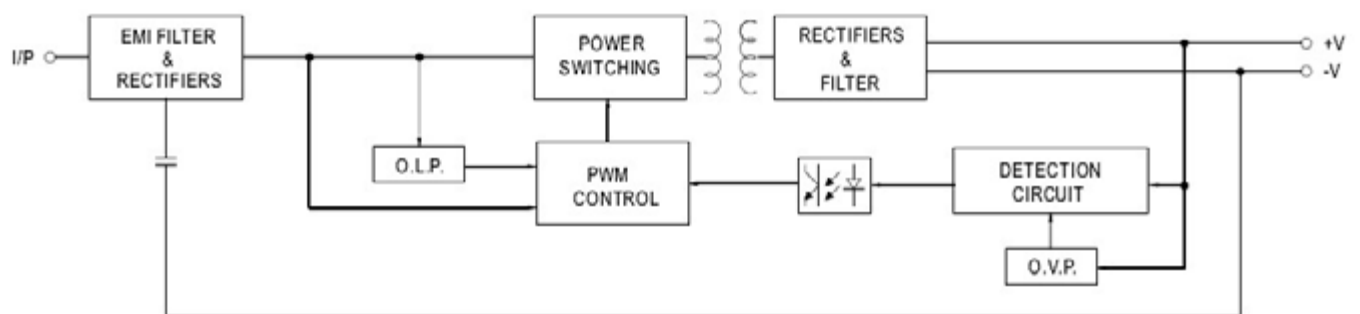 I/P
EMI FILTER
&
RECTIFIERS
POWER
SWITCHING
RECTIFIERS
&
FILTER
+V
-V
O.L.P.
PWM
CONTROL
DETECTION
CIRCUIT
O.V.P.